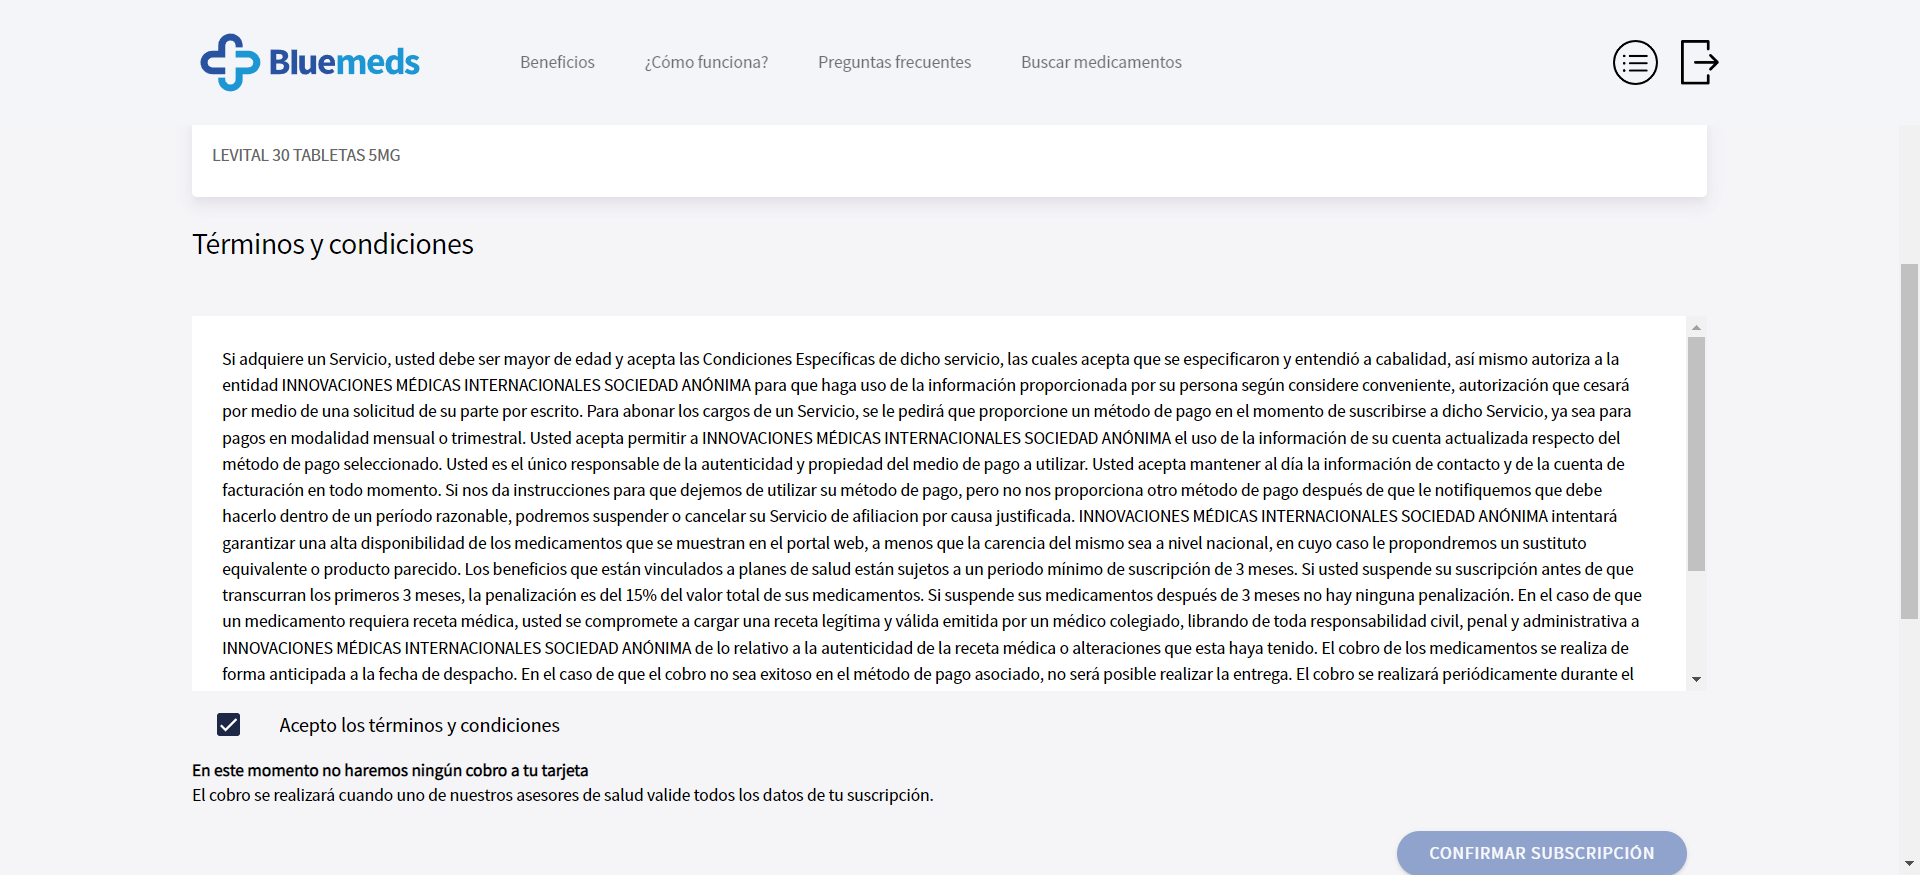 Bluemeds
Beneficios
¿Cómo funciona?
Preguntas frecuentes
Buscar medicamentos
LEVITAL 30 TABLETAS 5MG
Términos y condiciones
Si adquiere un Servicio, usted debe ser mayor de edad y acepta las Condiciones Específicas de dicho servicio, las cuales acepta que se especificaron y entendió a cabalidad, así mismo autoriza a la
entidad INNOVACIONES MÉDICAS INTERNACIONALES SOCIEDAD ANÓNIMA para que haga uso de la información proporcionada por su persona según considere conveniente, autorización que cesará
por medio de una solicitud de su parte por escrito. Para abonar los cargos de un Servicio, se le pedirá que proporcione un método de pago en el momento de suscribirse a dicho Servicio, ya sea para
pagos en modalidad mensual o trimestral. Usted acepta permitir a INNOVACIONES MÉDICAS INTERNACIONALES SOCIEDAD ANÓNIMA el uso de la información de su cuenta actualizada respecto del
método de pago seleccionado. Usted es el único responsable de la autenticidad y propiedad del medio de pago a utilizar. Usted acepta mantener al día la información de contacto y de la cuenta de
facturación en todo momento. Si nos da instrucciones para que dejemos de utilizar su método de pago, pero no nos proporciona otro método de pago después de que le notifiquemos que debe
hacerlo dentro de un período razonable, podremos suspender o cancelar su Servicio de afiliacion por causa justificada. INNOVACIONES MÉDICAS INTERNACIONALES SOCIEDAD ANÓNIMA intentará
garantizar una alta disponibilidad de los medicamentos que se muestran en el portal web, a menos que la carencia del mismo sea a nivel nacional, en cuyo caso le propondremos un sustituto
equivalente o producto parecido. Los beneficios que están vinculados a planes de salud están sujetos a un periodo mínimo de suscripción de 3 meses. Si usted suspende su suscripción antes de que
transcurran los primeros 3 meses, la penalización es del 15% del valor total de sus medicamentos. Si suspende sus medicamentos después de 3 meses no hay ninguna penalización. En el caso de que
un medicamento requiera receta médica, usted se compromete a cargar una receta legítima y válida emitida por un médico colegiado, librando de toda responsabilidad civil, penal y administrativa a
INNOVACIONES MÉDICAS INTERNACIONALES SOCIEDAD ANÓNIMA de lo relativo a la autenticidad de la receta médica o alteraciones que esta haya tenido. El cobro de los medicamentos se realiza de
forma anticipada a la fecha de despacho. En el caso de que el cobro no sea exitoso en el método de pago asociado, no será posible realizar la entrega. El cobro se realizará periódicamente durante el
Acepto los términos y condiciones
En este momento no haremos ningún cobro a tu tarjeta
El cobro se realizará cuando uno de nuestros asesores de salud valide todos los datos de tu suscripción.
CONFIRMAR SUBSCRIPCIÓN